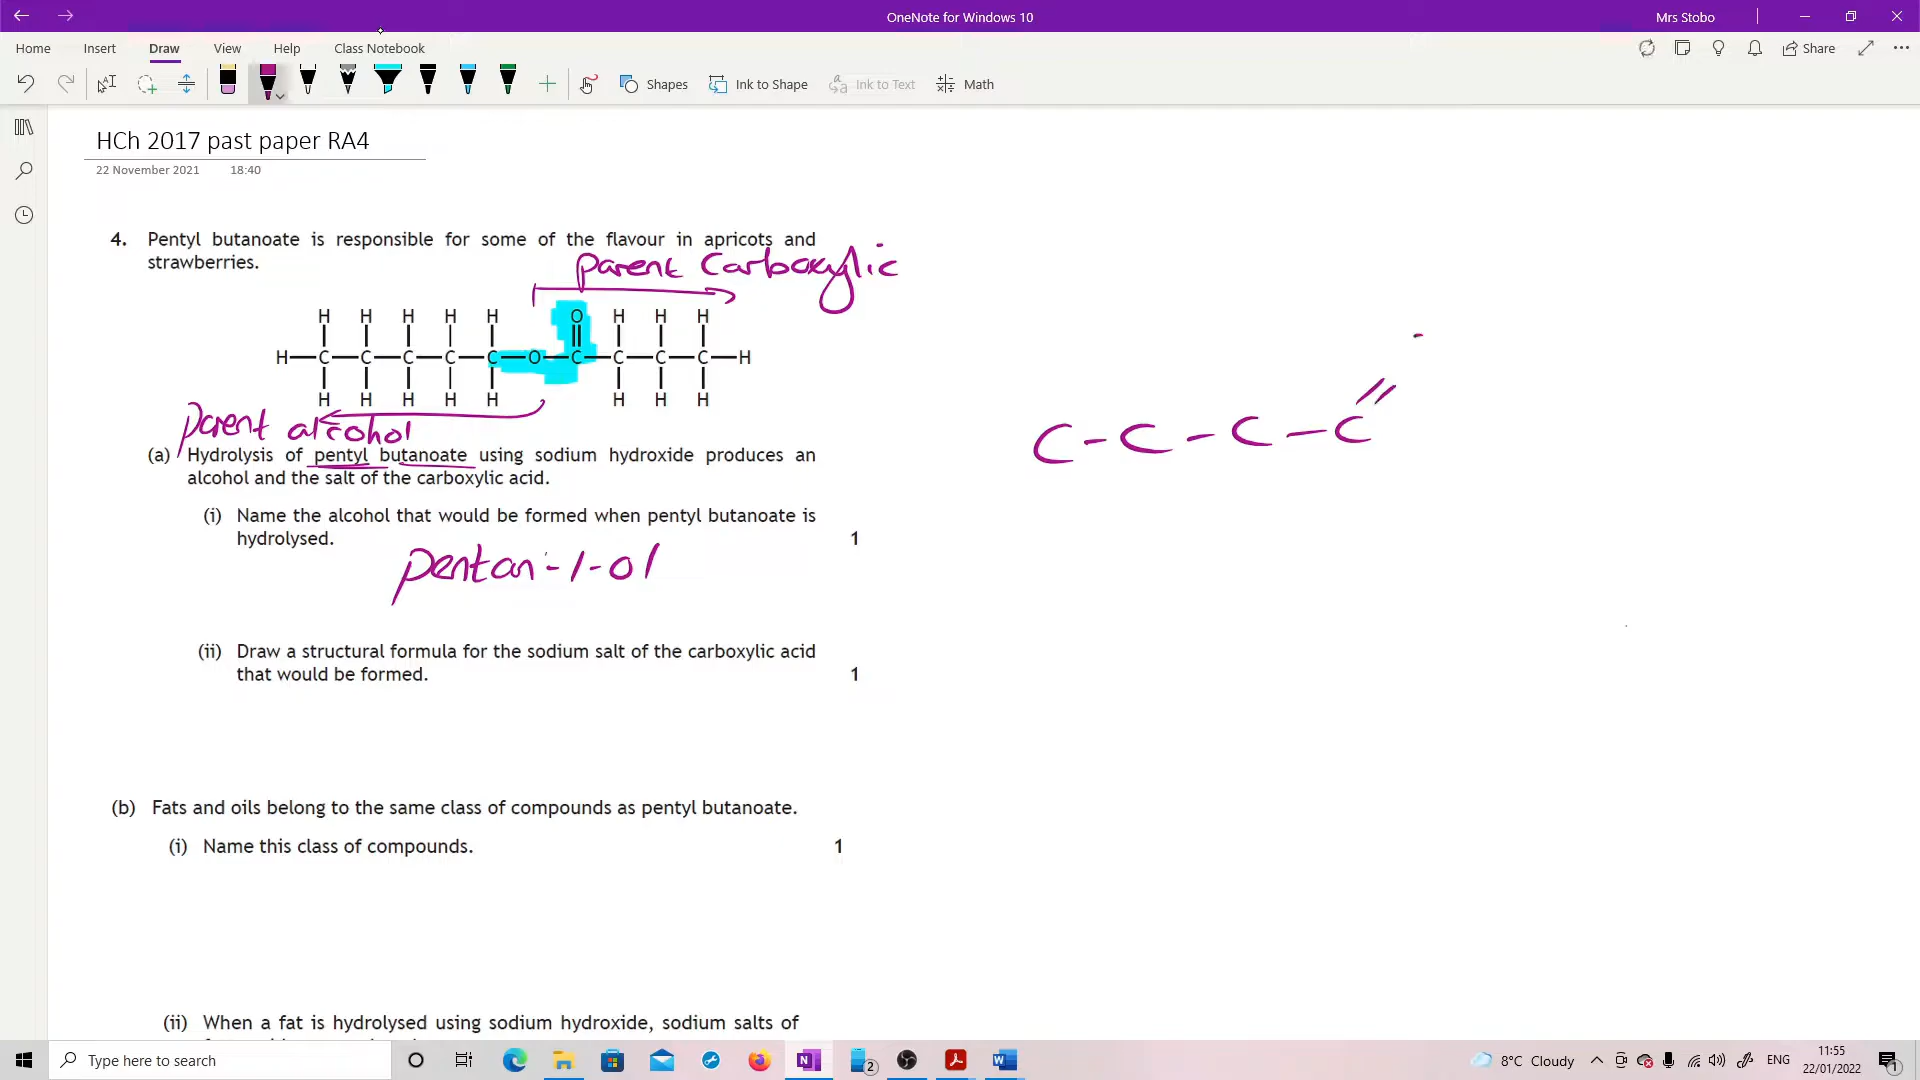 OneNote for Windows 10
Mrs Stobo
Home Insert Draw View Help Class Notebook
Share
Shapes Ink to Shape Ink to Text Math
HCh 2017 past paper RA4
22 November 2021 18:40
4. Pentyl butanoate is responsible for some of the flavour in apricots and
strawberries.
parent Carboxylic
H H H H H O H H H
H—C—C—C—C—C—O—C—C—C—C—H
H H H H H H H H
parent alcohol
C - C - C - C
(a) Hydrolysis of pentyl butanoate using sodium hydroxide produces an
alcohol and the salt of the carboxylic acid.
(i) Name the alcohol that would be formed when pentyl butanoate is
hydrolysed. 1
pentan-1-ol
(ii) Draw a structural formula for the sodium salt of the carboxylic acid
that would be formed. 1
(b) Fats and oils belong to the same class of compounds as pentyl butanoate.
(i) Name this class of compounds. 1
(ii) When a fat is hydrolysed using sodium hydroxide, sodium salts of
Type here to search
8°C Cloudy
ENG
11:55
22/01/2022